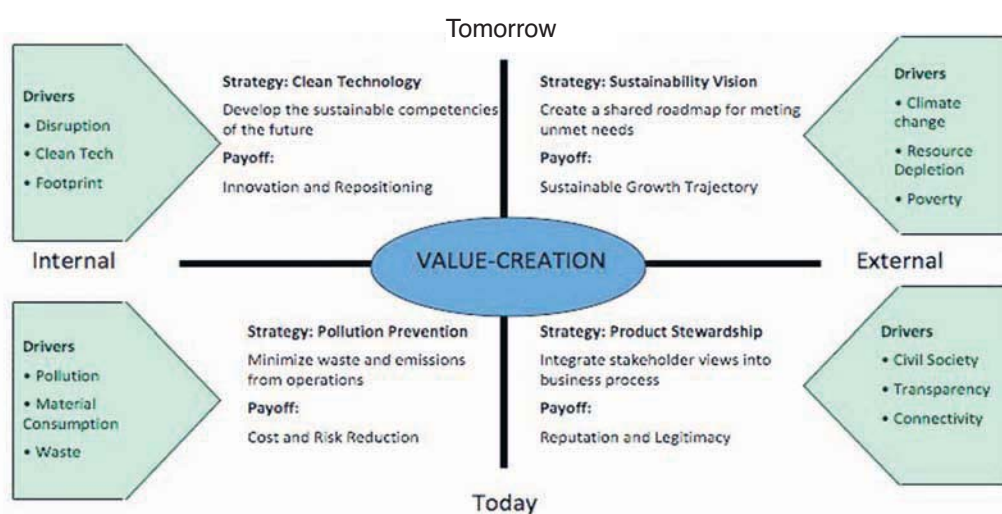 Tomorrow
Drivers
• Disruption
• Clean Tech
• Footprint
Strategy: Clean Technology
Develop the sustainable competencies
of the future
Payoff:
Innovation and Repositioning
Strategy: Sustainability Vision
Create a shared roadmap for meting
unmet needs
Payoff:
Sustainable Growth Trajectory
Drivers
• Climate
change
• Resource
Depletion
• Poverty
Internal
VALUE-CREATION
External
Drivers
• Pollution
• Material
Consumption
• Waste
Strategy: Pollution Prevention
Minimize waste and emissions
from operations
Payoff:
Cost and Risk Reduction
Strategy: Product Stewardship
Integrate stakeholder views into
business process
Payoff:
Reputation and Legitimacy
Drivers
• Civil Society
• Transparency
• Connectivity
Today